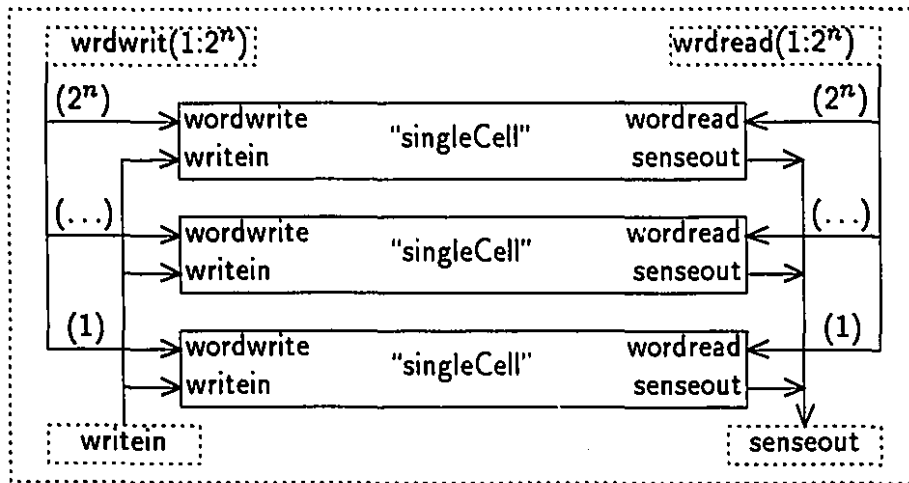 wrdwrit(1:2ⁿ) wrdread(1:2ⁿ)
(2ⁿ) (2ⁿ)
wordwrite "singleCell" wordread
writein senseout
(...) (...)
wordwrite "singleCell" wordread
writein senseout
(1) (1)
wordwrite "singleCell" wordread
writein senseout
writein senseout